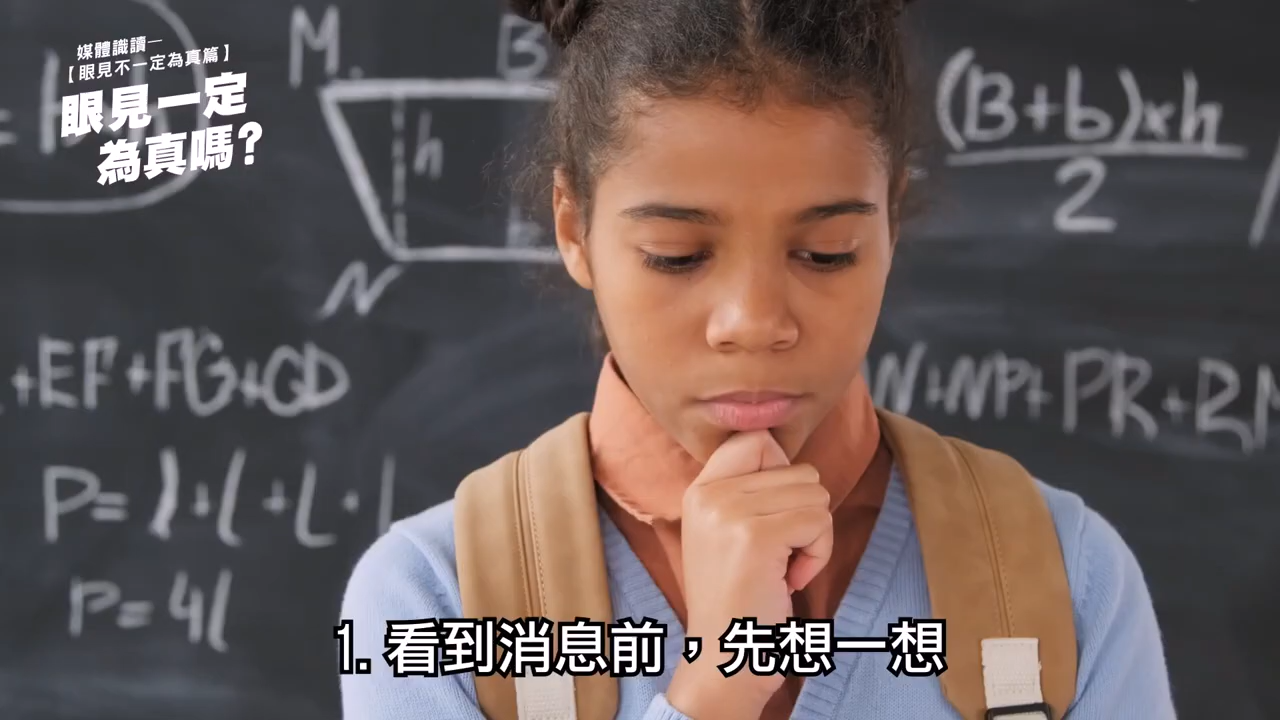 媒體識讀—
【眼見不一定為真篇】
眼見一定
為真嗎?
M.
B
h
(B+b)×h
2
N
+EF+FG+GD
N+NP+PR+RM
P= l+l+l+l
P=4l
1. 看到消息前，先想一想